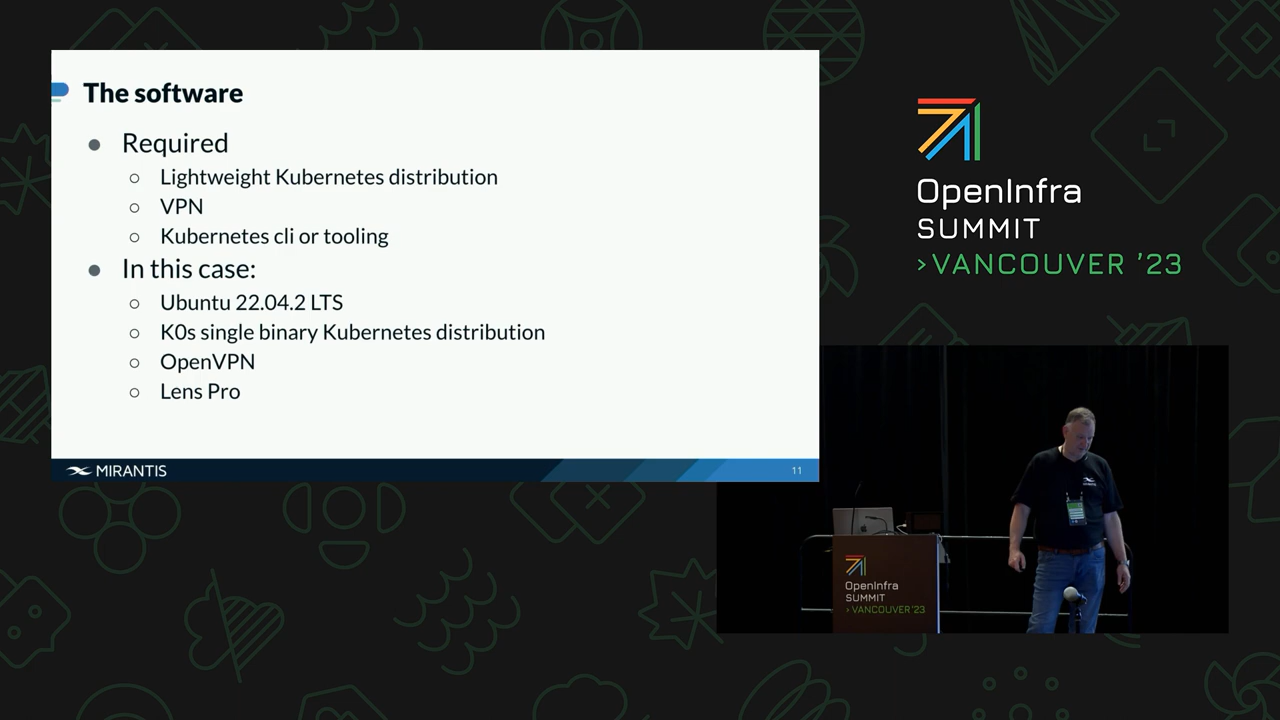 The software
Required
Lightweight Kubernetes distribution
VPN
Kubernetes cli or tooling
In this case:
Ubuntu 22.04.2 LTS
K0s single binary Kubernetes distribution
OpenVPN
Lens Pro
MIRANTIS
11
OpenInfra
SUMMIT
>VANCOUVER '23
OpenInfra
SUMMIT
> VANCOUVER '23